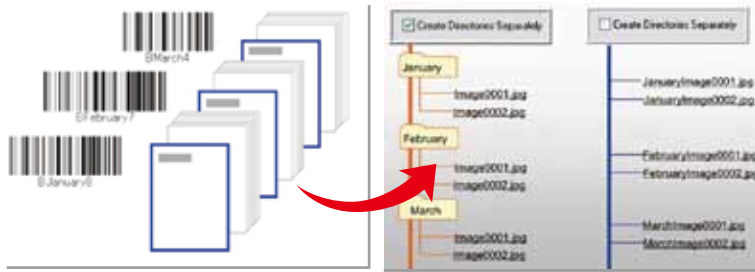 BMarch4
BFebruary7
Create Directories Separately
January
Image0001.jpg
Image0002.jpg
February
Image0001.jpg
Image0002.jpg
March
Image0001.jpg
Image0002.jpg
Create Directories Separately
JanuaryImage0001.jpg
JanuaryImage0002.jpg
FebruaryImage0001.jpg
FebruaryImage0002.jpg
MarchImage0001.jpg
MarchImage0002.jpg